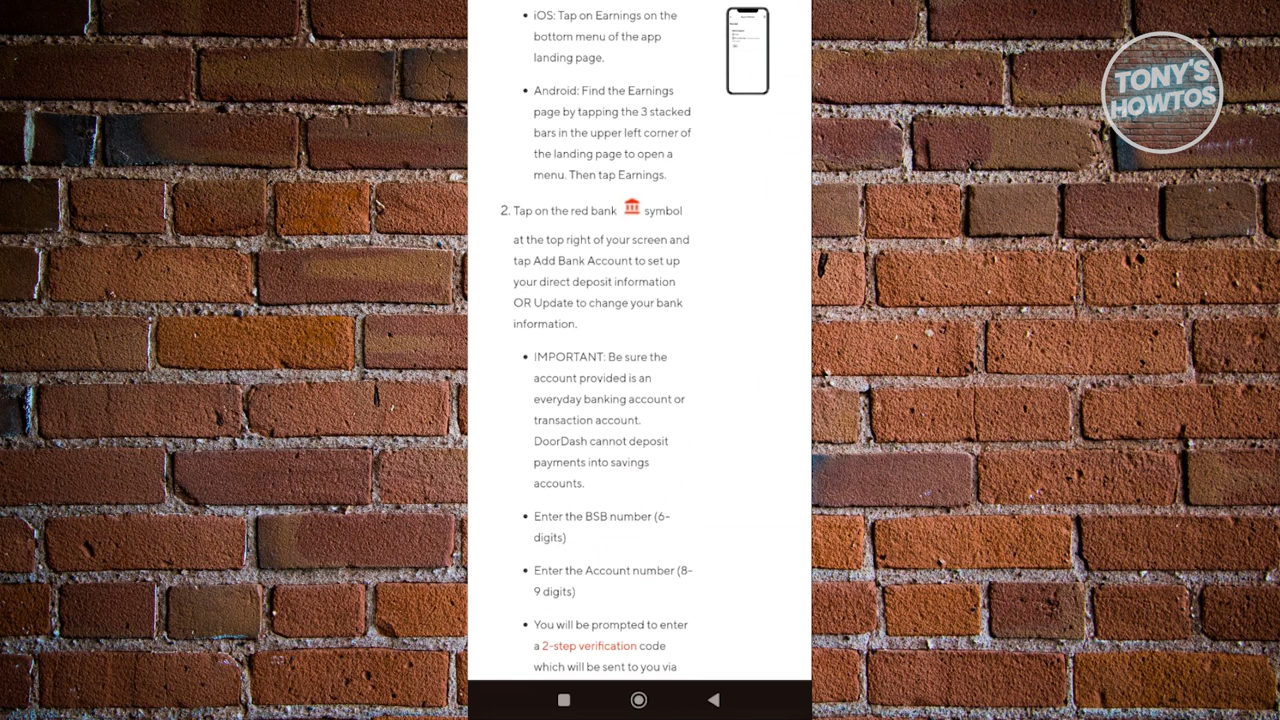 iOS: Tap on Earnings on the
bottom menu of the app
landing page.
Android: Find the Earnings
page by tapping the 3 stacked
bars in the upper left corner of
the landing page to open a
menu. Then tap Earnings.
2. Tap on the red bank symbol
at the top right of your screen and
tap Add Bank Account to set up
your direct deposit information
OR Update to change your bank
information.
IMPORTANT: Be sure the
account provided is an
everyday banking account or
transaction account.
DoorDash cannot deposit
payments into savings
accounts.
Enter the BSB number (6-
digits)
Enter the Account number (8-
9 digits)
You will be prompted to enter
a 2-step verification code
which will be sent to you via
TONY'S
HOWTOS